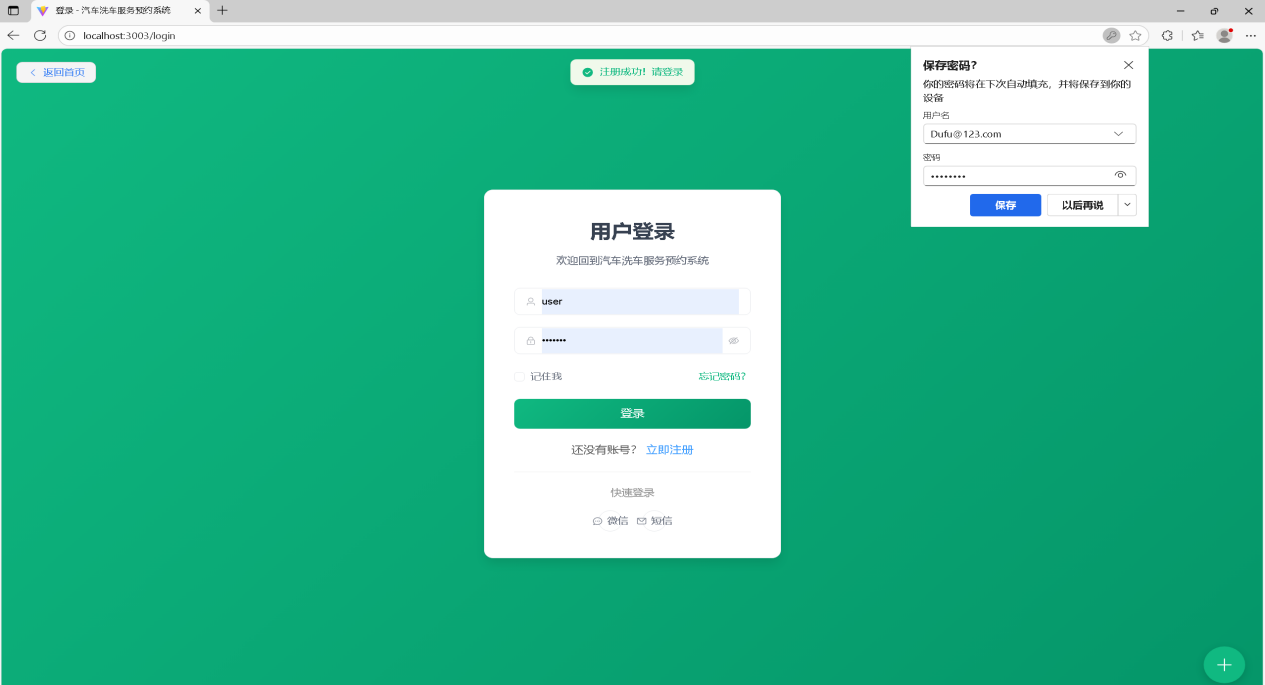 登录 - 汽车洗车服务预约系统
localhost:3003/login
返回首页
注册成功！请登录
保存密码?
你的密码将在下次自动填充，并将保存到你的
设备
用户名
Dufu@123.com
密码
••••••••
保存
以后再说
用户登录
欢迎回到汽车洗车服务预约系统
user
•••••••
记住我
忘记密码?
登录
还没有账号？ 立即注册
快速登录
微信 短信